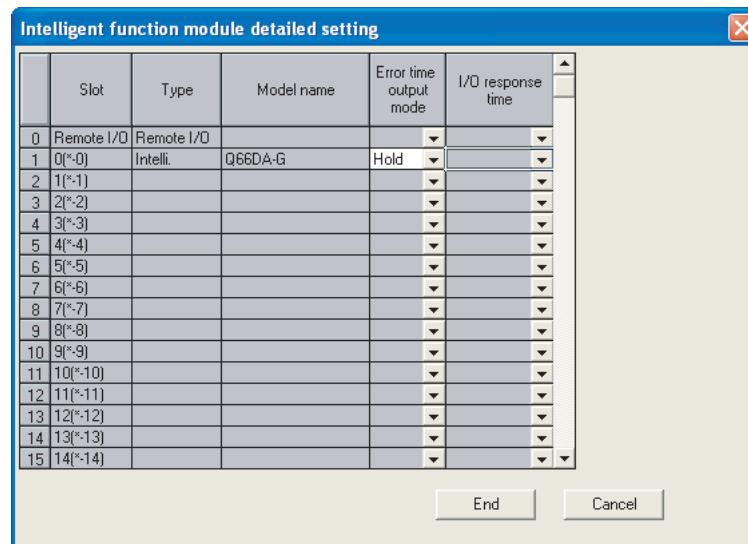 Intelligent function module detailed setting
Slot Type Model name Error time output mode I/O response time
0 Remote I/O Remote I/O
1 0(*-0) Intelli. Q66DA-G Hold
2 1(*-1)
3 2(*-2)
4 3(*-3)
5 4(*-4)
6 5(*-5)
7 6(*-6)
8 7(*-7)
9 8(*-8)
10 9(*-9)
11 10(*-10)
12 11(*-11)
13 12(*-12)
14 13(*-13)
15 14(*-14)
End Cancel